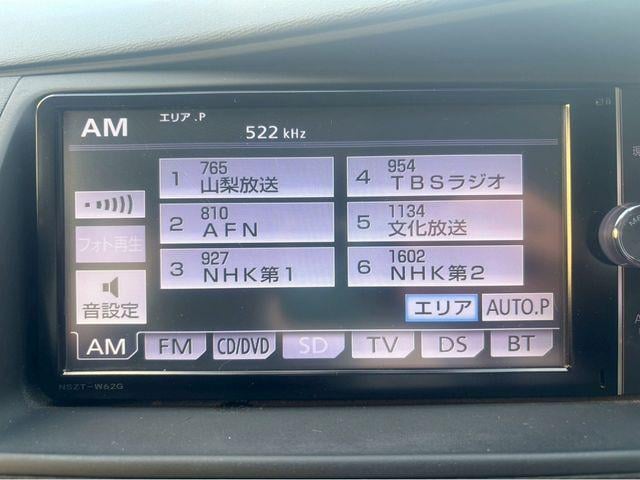 AM
エリア.P
522 kHz
1 765 山梨放送
4 954 TBSラジオ
2 810 AFN
5 1134 文化放送
3 927 NHK第1
6 1602 NHK第2
フォト再生
音設定
エリア
AUTO.P
AM FM CD/DVD SD TV DS BT
NSZT-W62G